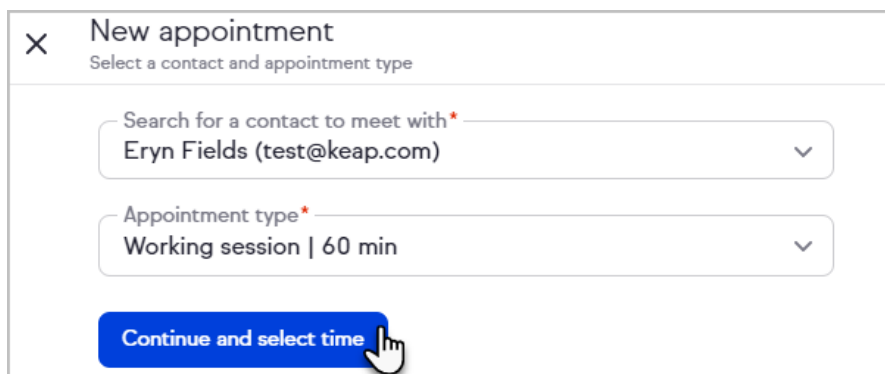 New appointment
Select a contact and appointment type
Search for a contact to meet with*
Eryn Fields (test@keap.com)
Appointment type*
Working session | 60 min
Continue and select time